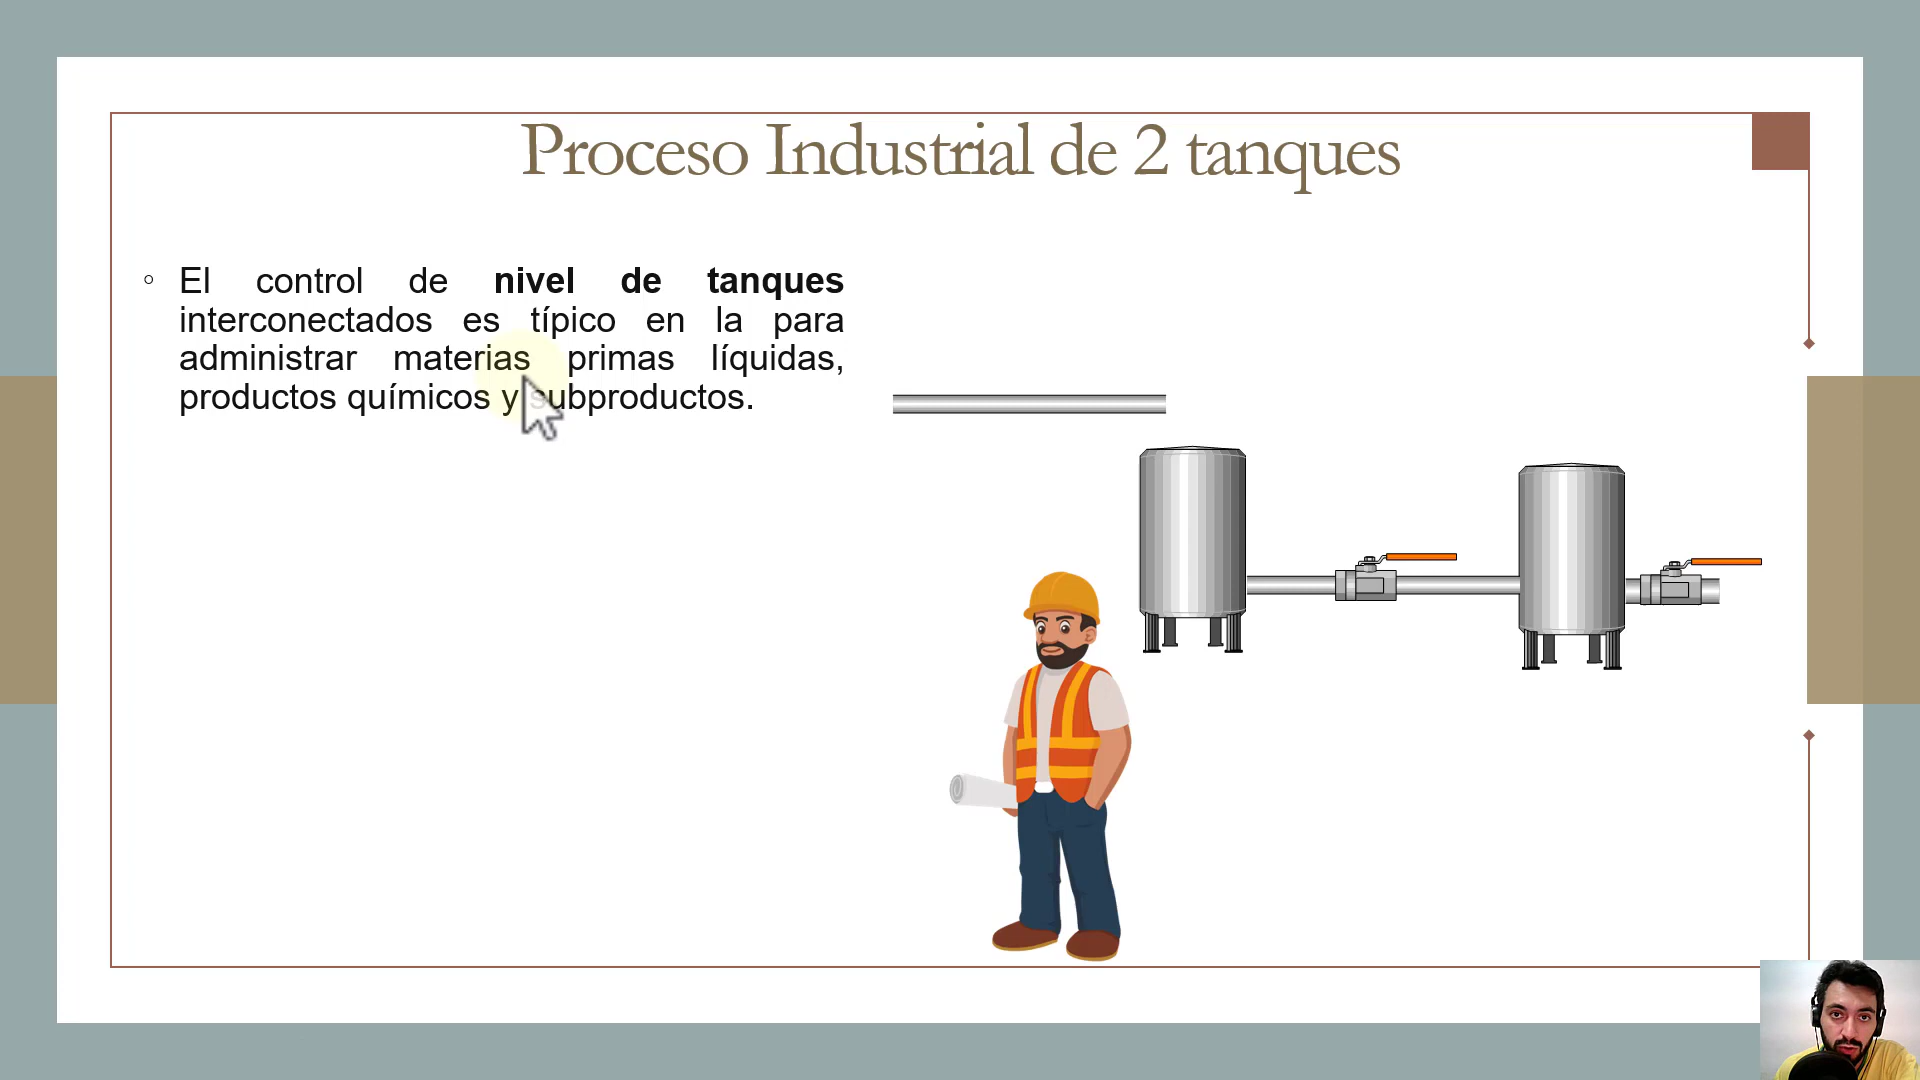 Proceso Industrial de 2 tanques
◦ El control de nivel de tanques
interconectados es típico en la para
administrar materias primas líquidas,
productos químicos y subproductos.